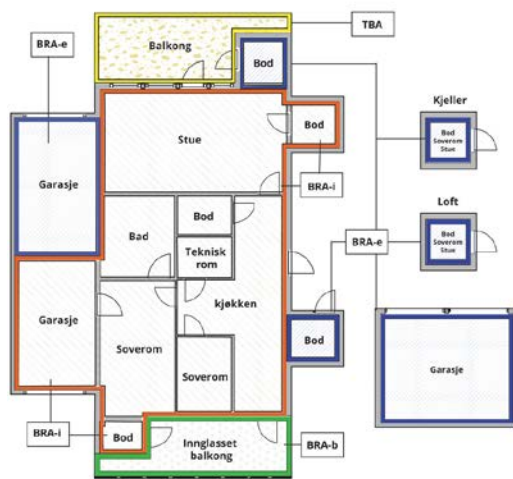 TBA
Balkong
BRA-e
Bod
Kjeller
Bod
Soverom
Stue
Stue
Bod
Garasje
BRA-i
Loft
Bod
Soverom
Stue
Bod
Bad
Teknisk
rom
BRA-e
kjøkken
Garasje
Soverom
Bod
Garasje
Soverom
BRA-i
Bod
Innglasset
balkong
BRA-b